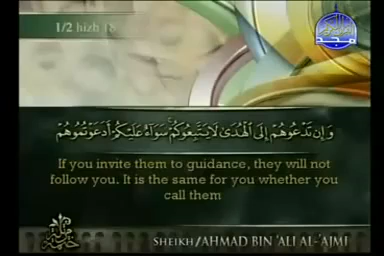 1/2 hizb 18
المجد
وَإِن تَدْعُوهُمْ إِلَى الْهُدَىٰ لَا يَتَّبِعُوكُمْ ۚ سَوَاءٌ عَلَيْكُمْ أَدَعَوْتُمُوهُمْ
If you invite them to guidance, they will not
follow you. It is the same for you whether you
call them
SHEIKH/AHMAD BIN 'ALI AL-'AJMI